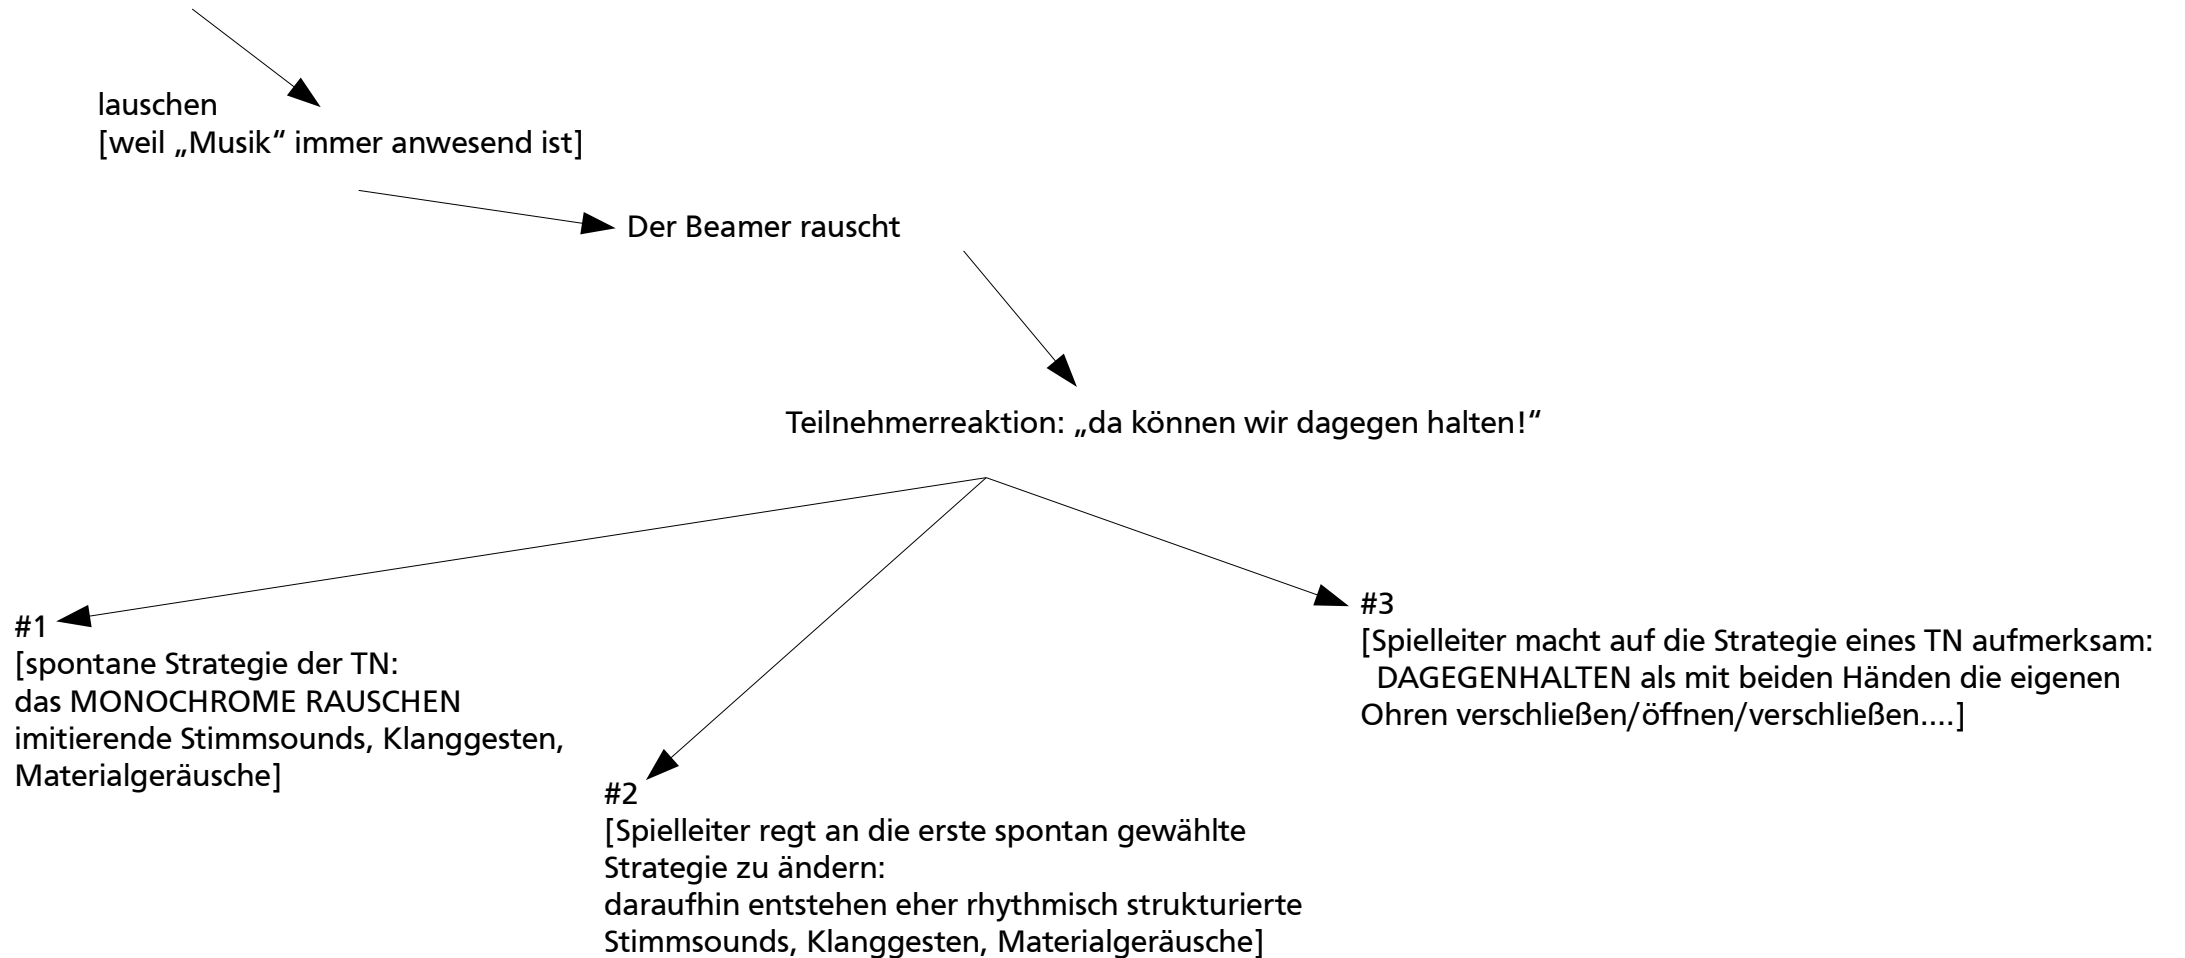 lauschen
[weil „Musik“ immer anwesend ist]
Der Beamer rauscht
Teilnehmerreaktion: „da können wir dagegen halten!“
#1
[spontane Strategie der TN:
das MONOCHROME RAUSCHEN
imitierende Stimmsounds, Klanggesten,
Materialgeräusche]
#2
[Spielleiter regt an die erste spontan gewählte
Strategie zu ändern:
daraufhin entstehen eher rhythmisch strukturierte
Stimmsounds, Klanggesten, Materialgeräusche]
#3
[Spielleiter macht auf die Strategie eines TN aufmerksam:
DAGEGENHALTEN als mit beiden Händen die eigenen
Ohren verschließen/öffnen/verschließen....]